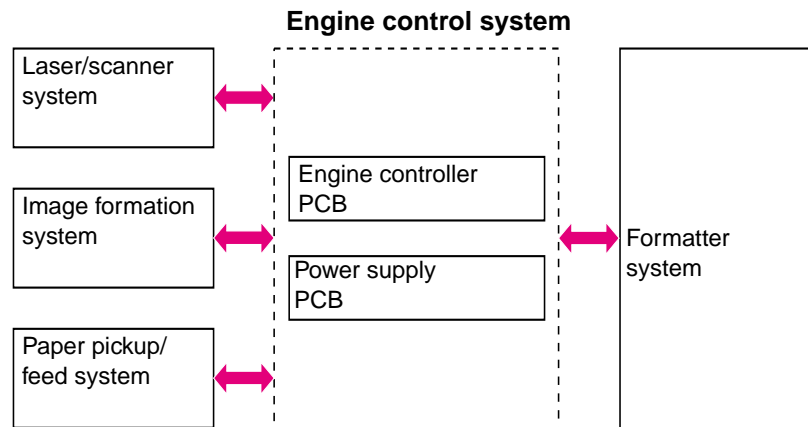 Engine control system
Laser/scanner
system
Engine controller
PCB
Image formation
system
Power supply
PCB
Formatter
system
Paper pickup/
feed system